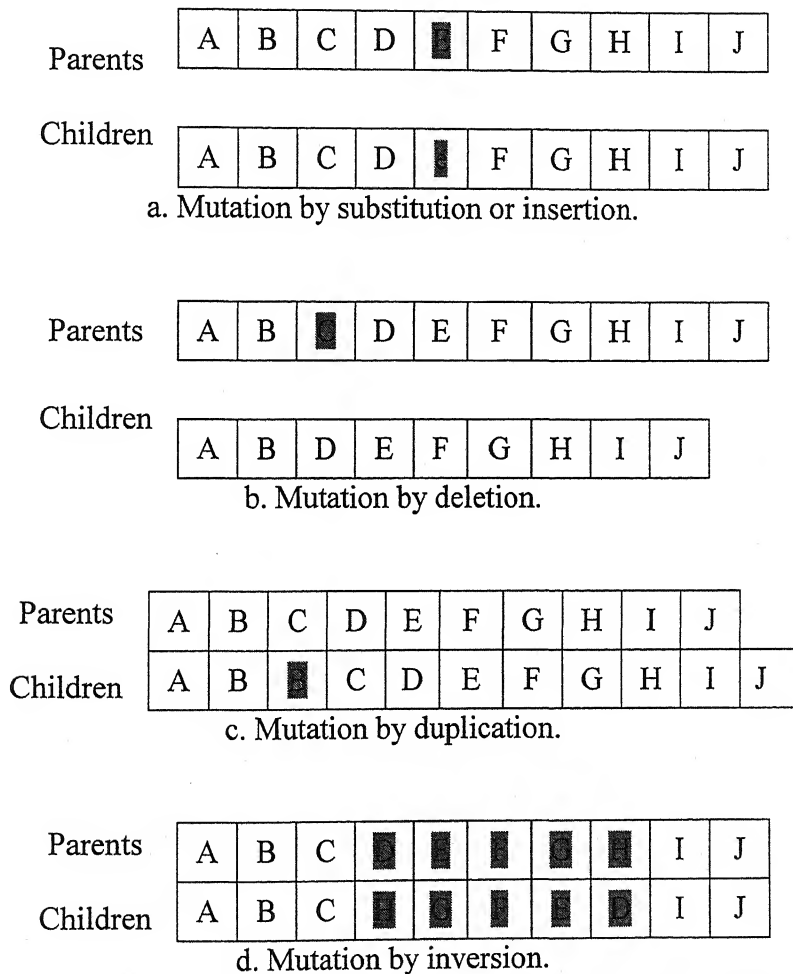 Parents A B C D E F G H I J
Children A B C D e F G H I J
a. Mutation by substitution or insertion.
Parents A B C D E F G H I J
Children A B D E F G H I J
b. Mutation by deletion.
Parents A B C D E F G H I J
Children A B B C D E F G H I J
c. Mutation by duplication.
Parents A B C D E F G H I J
Children A B C H G F E D I J
d. Mutation by inversion.